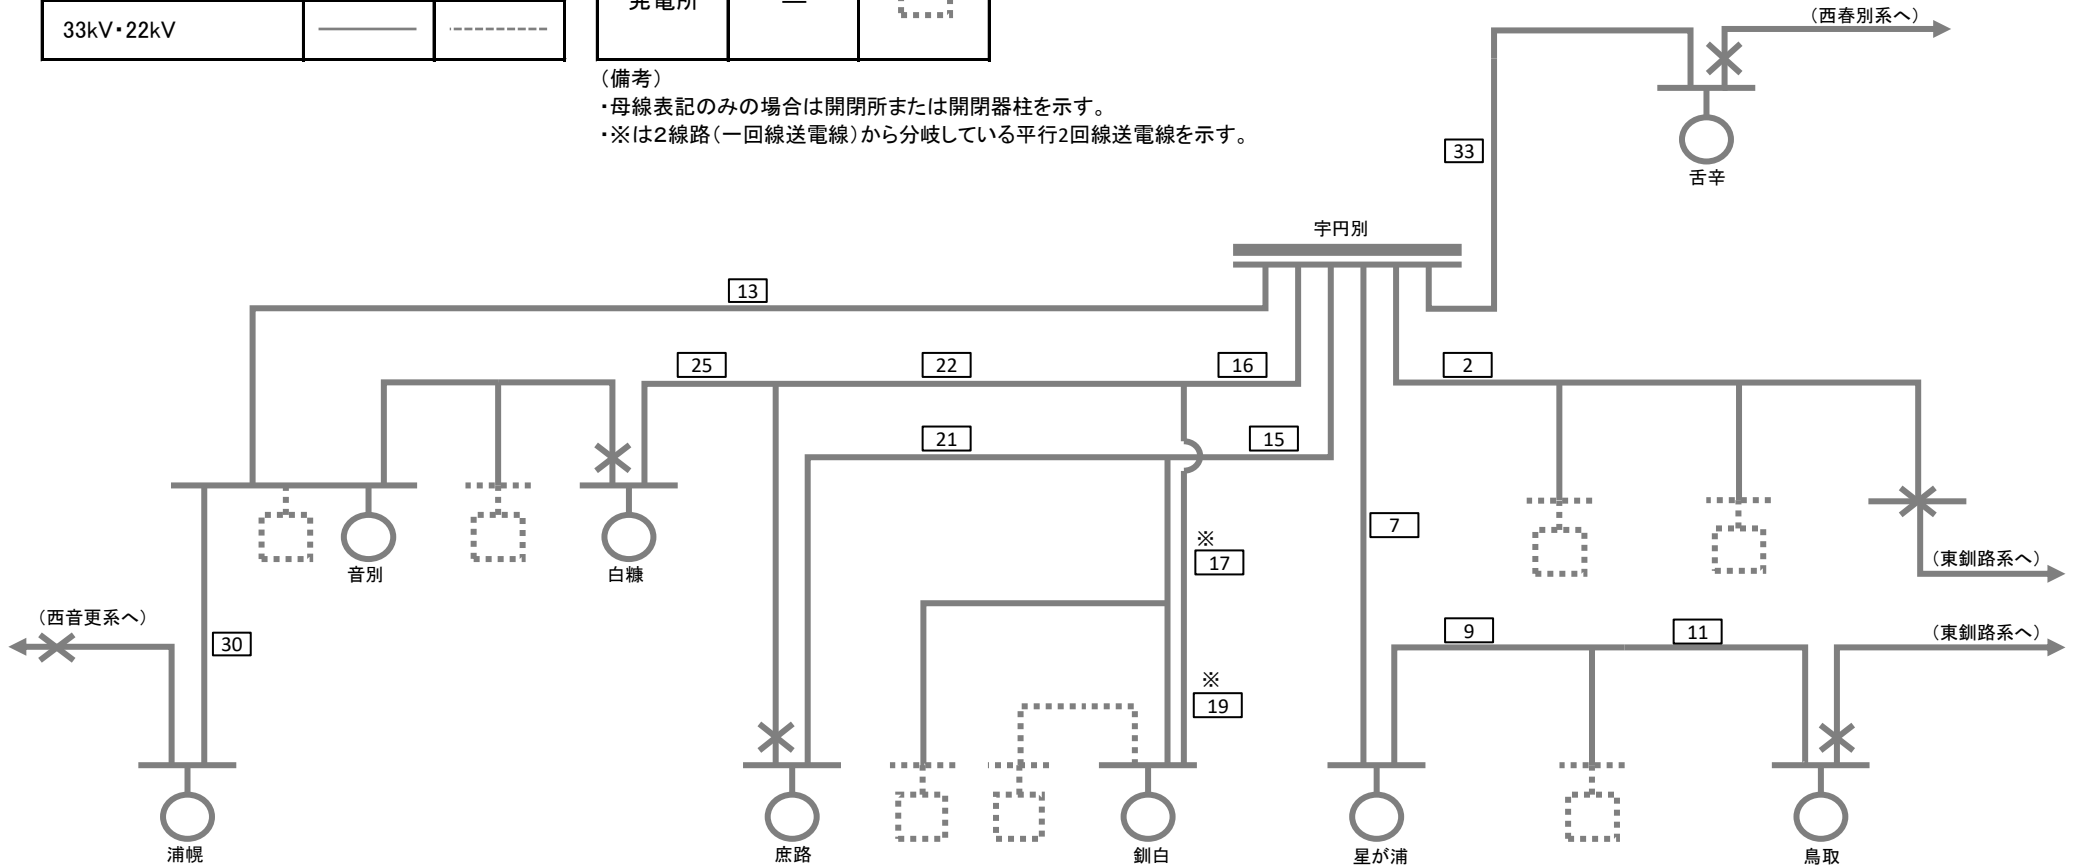 発電所
―
33kV・22kV
（備考）
・母線表記のみの場合は開閉所または開閉器柱を示す。
・※は2線路（一回線送電線）から分岐している平行2回線送電線を示す。
（西春別系へ）
33
舌辛
宇円別
13
25
22
16
2
21
15
7
※
17
音別
白糠
（東釧路系へ）
（西音更系へ）
30
9
11
（東釧路系へ）
※
19
浦幌
庶路
釧白
星が浦
鳥取